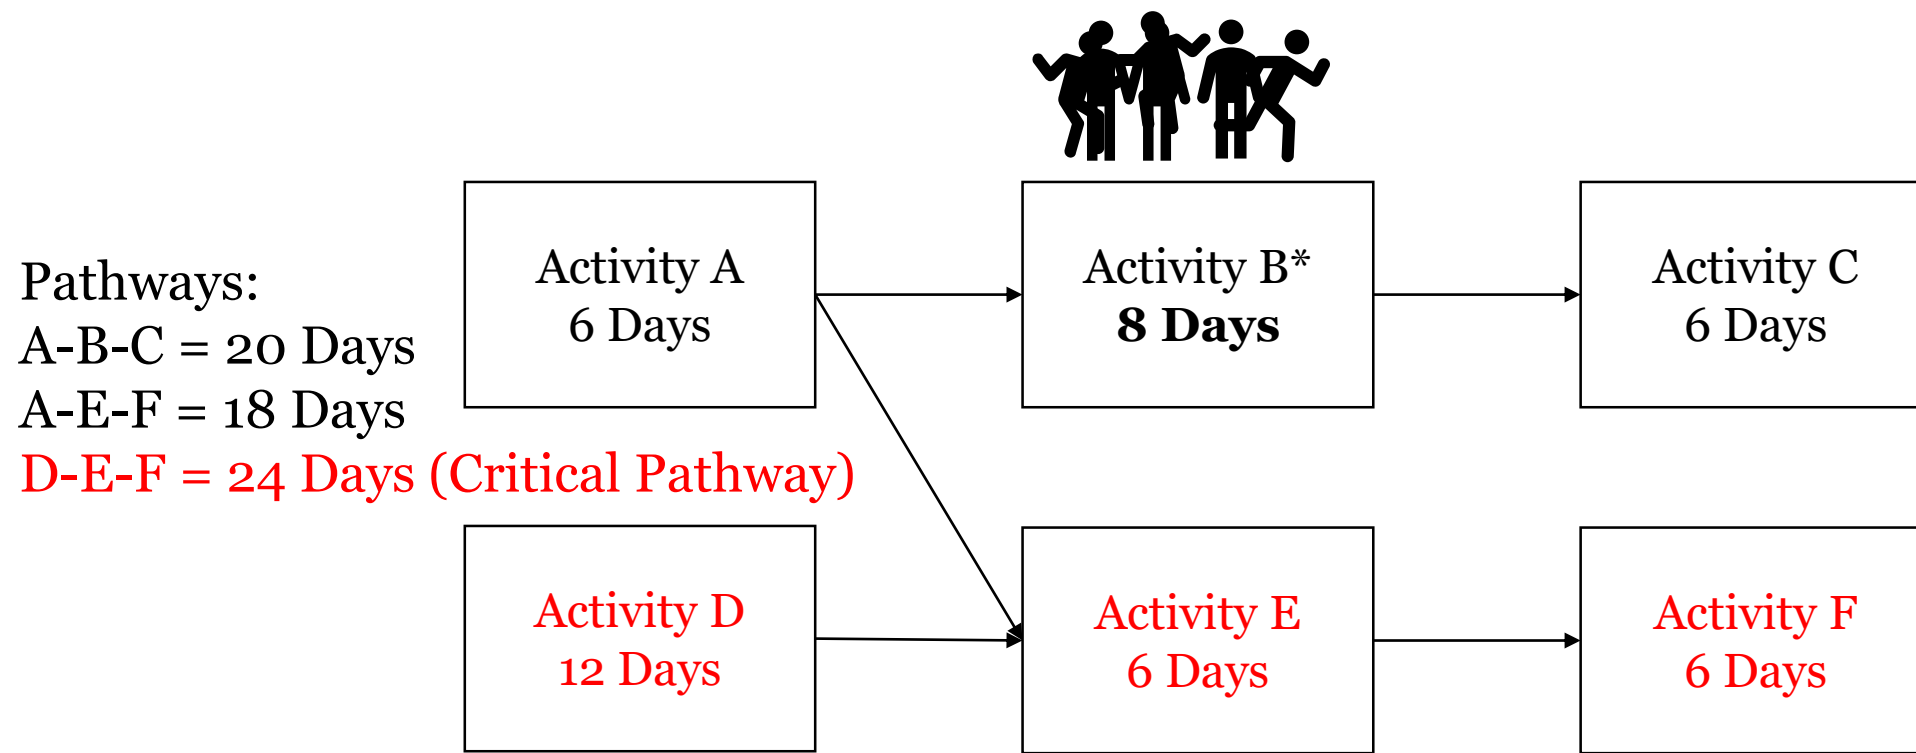 Pathways:
A-B-C = 20 Days
A-E-F = 18 Days
D-E-F = 24 Days (Critical Pathway)
Activity A
6 Days
Activity B*
8 Days
Activity C
6 Days
Activity D
12 Days
Activity E
6 Days
Activity F
6 Days